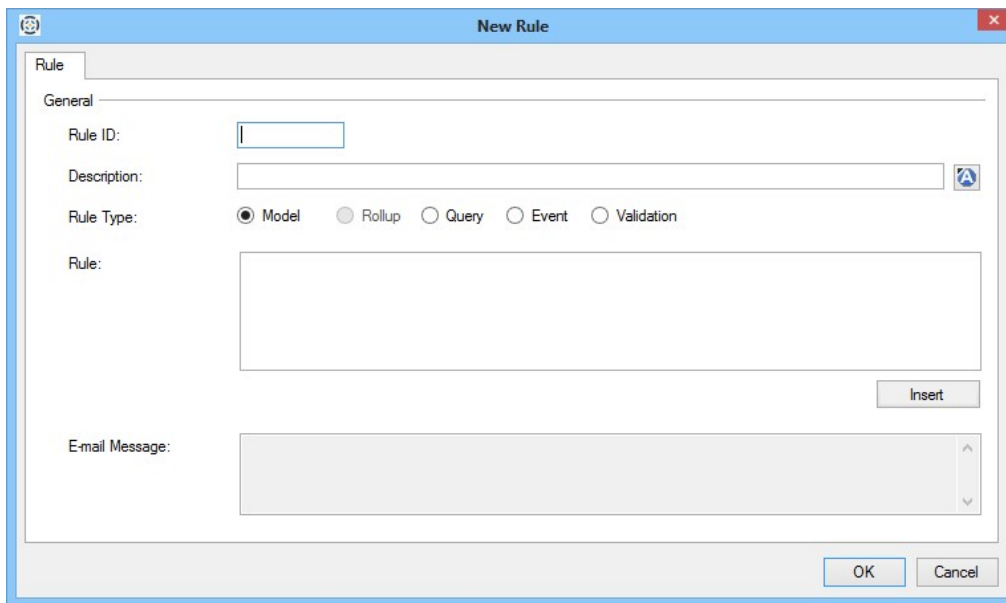 New Rule
Rule
General
Rule ID:
Description:
A
Rule Type: Model Rollup Query Event Validation
Rule:
Insert
E-mail Message:
OK Cancel